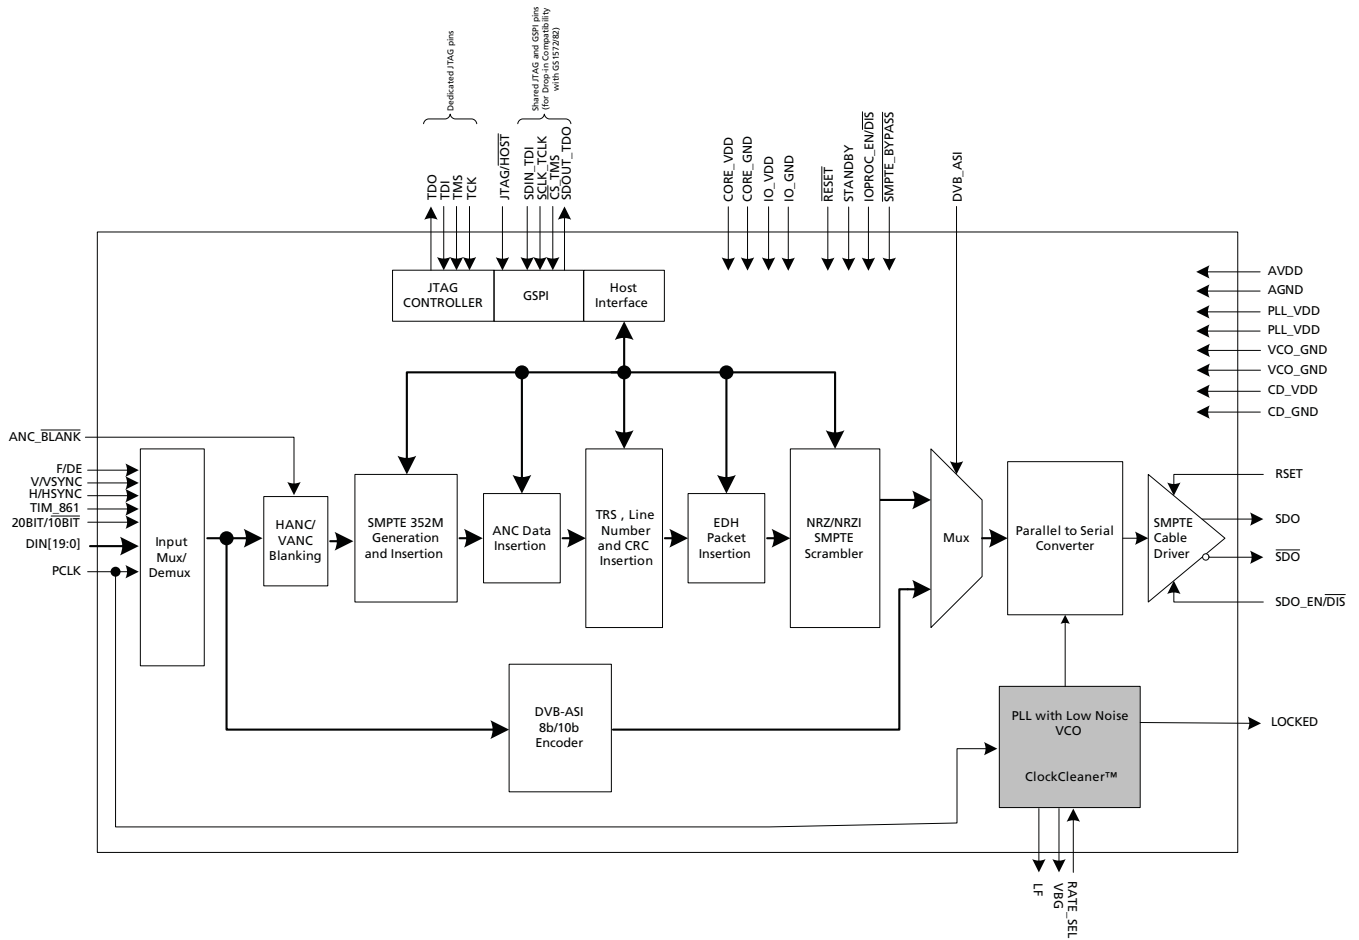 Dedicated JTAG pins
Shared JTAG and GSPI pins
(for Drop-in Compatibility
with GS1572/82)
TDO
TDI
TMS
TCK
JTAG/HOST
SDIN_TDI
SCLK_TCLK
CS_TMS
SDOUT_TDO
CORE_VDD
CORE_GND
IO_VDD
IO_GND
RESET
STANDBY
IOPROC_EN/DIS
SMPTE_BYPASS
DVB_ASI
JTAG
CONTROLLER
GSPI
Host
Interface
AVDD
AGND
PLL_VDD
PLL_VDD
VCO_GND
VCO_GND
CD_VDD
CD_GND
ANC_BLANK
F/DE
V/VSYNC
H/HSYNC
TIM_861
20BIT/10BIT
DIN[19:0]
PCLK
Input
Mux/
Demux
HANC/
VANC
Blanking
SMPTE 352M
Generation
and Insertion
ANC Data
Insertion
TRS , Line
Number
and CRC
Insertion
EDH
Packet
Insertion
NRZ/NRZI
SMPTE
Scrambler
Mux
Parallel to Serial
Converter
SMPTE
Cable
Driver
RSET
SDO
SDO
SDO_EN/DIS
DVB-ASI
8b/10b
Encoder
PLL with Low Noise
VCO
ClockCleaner™
LOCKED
LF
VBG
RATE_SEL